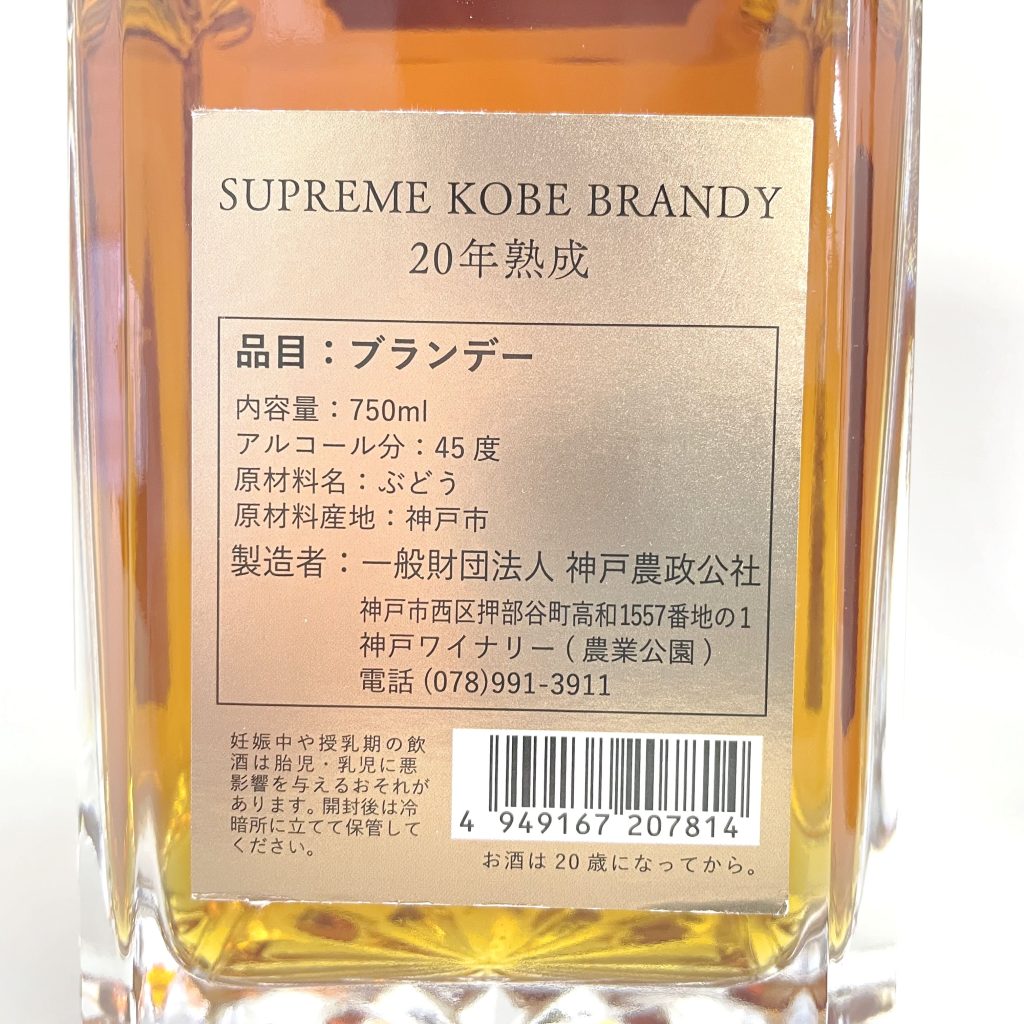 SUPREME KOBE BRANDY
20年熟成
品目：ブランデー
内容量：750ml
アルコール分：45度
原材料名：ぶどう
原材料産地：神戸市
製造者：一般財団法人 神戸農政公社
神戸市西区押部谷町高和1557番地の1
神戸ワイナリー(農業公園)
電話(078)991-3911
妊娠中や授乳期の飲
酒は胎児・乳児に悪
影響を与えるおそれが
あります。開封後は冷
暗所に立てて保管して
ください。
4 949167 207814
お酒は20歳になってから。